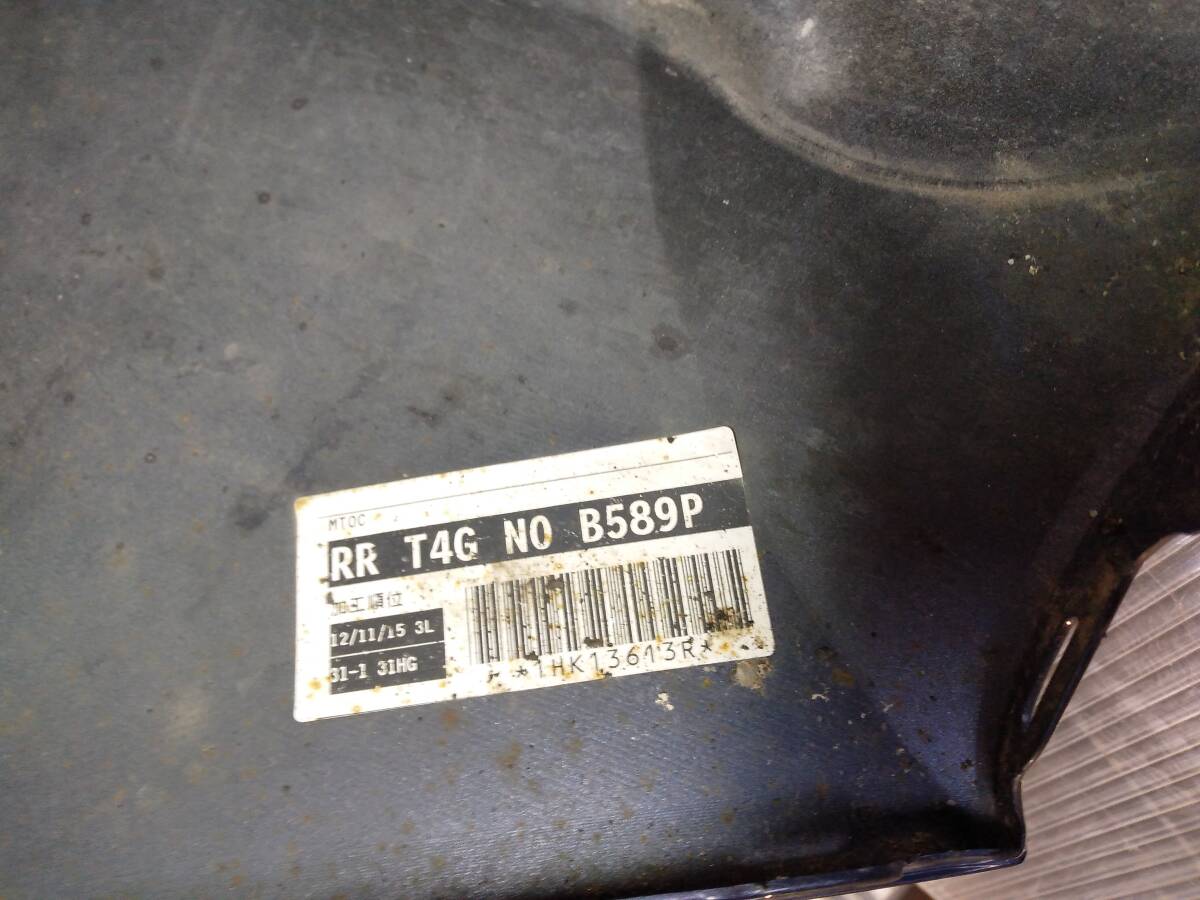 MTOC
RR T4G NO B589P
加工順位
12/11/15 3L
31-1 31HG
*1HK13613R*